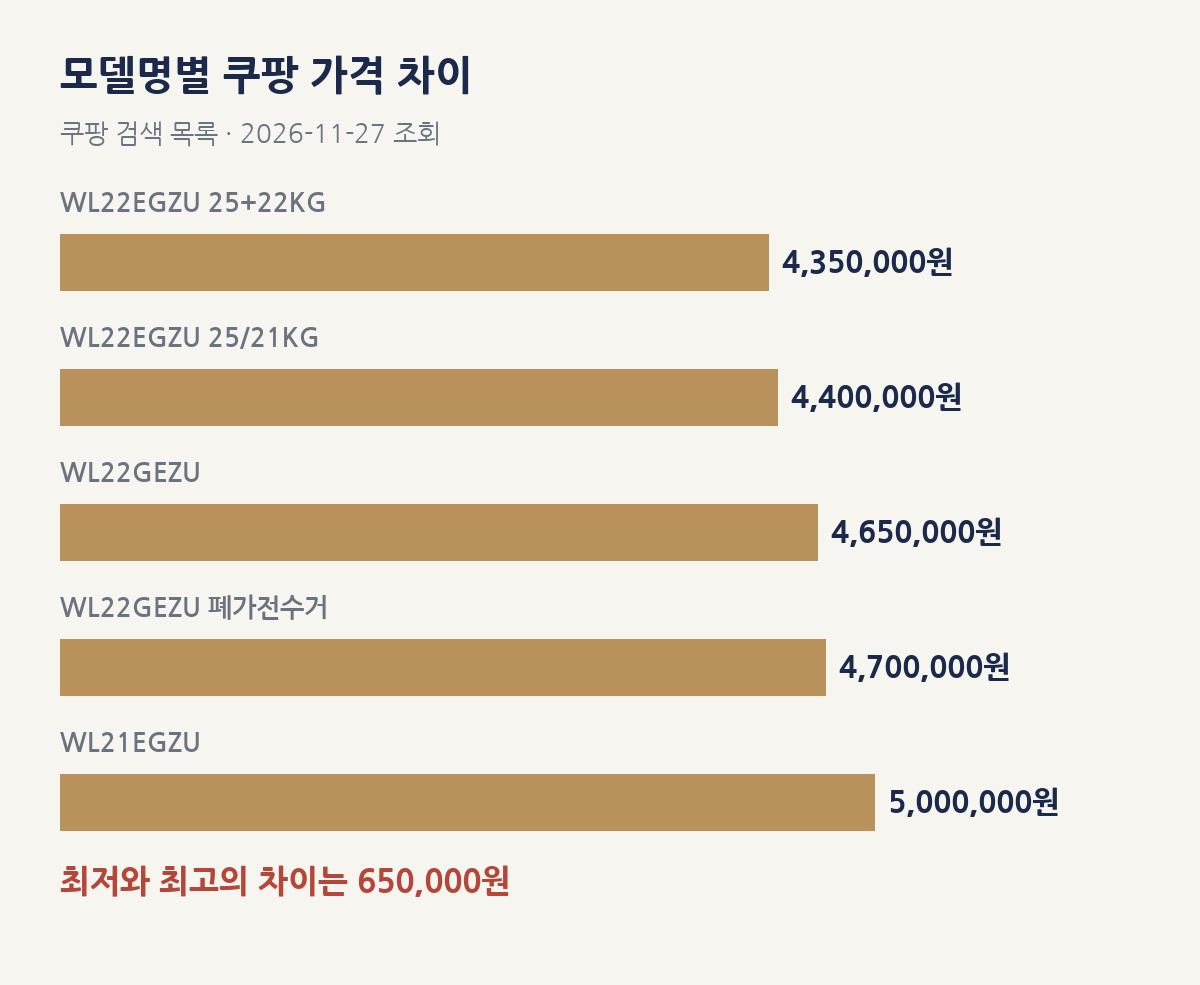 모델명별 쿠팡 가격 차이
쿠팡 검색 목록 · 2026-11-27 조회
WL22EGZU 25+22KG
4,350,000원
WL22EGZU 25/21KG
4,400,000원
WL22GEZU
4,650,000원
WL22GEZU 폐가전수거
4,700,000원
WL21EGZU
5,000,000원
최저와 최고의 차이는 650,000원